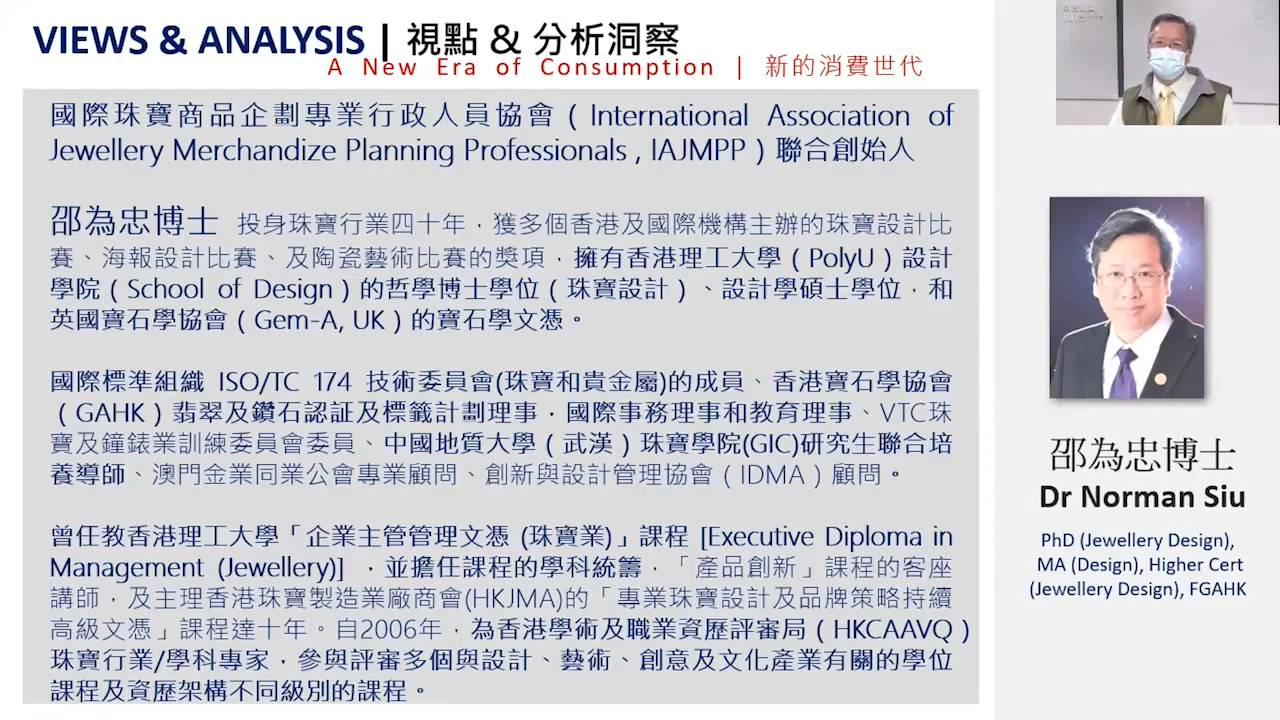 VIEWS & ANALYSIS | 視點 & 分析洞察
A New Era of Consumption | 新的消費世代
國際珠寶商品企劃專業行政人員協會 ( International Association of
Jewellery Merchandize Planning Professionals , IAJMPP ) 聯合創始人
邵為忠博士 投身珠寶行業四十年，獲多個香港及國際機構主辦的珠寶設計比
賽、海報設計比賽、及陶瓷藝術比賽的獎項，擁有香港理工大學 ( PolyU ) 設計
學院 ( School of Design ) 的哲學博士學位 ( 珠寶設計 ) 、設計學碩士學位，和
英國寶石學協會 ( Gem-A, UK ) 的寶石學文憑。
國際標準組織 ISO/TC 174 技術委員會(珠寶和貴金屬)的成員、香港寶石學協會
( GAHK ) 翡翠及鑽石認証及標籤計劃理事，國際事務理事和教育理事、VTC珠
寶及鐘錶業訓練委員會委員、中國地質大學 ( 武漢 ) 珠寶學院(GIC)研究生聯合培
養導師、澳門金業同業公會專業顧問、創新與設計管理協會 ( IDMA ) 顧問。
曾任教香港理工大學「企業主管管理文憑 (珠寶業)」課程 [Executive Diploma in
Management (Jewellery)] ，並擔任課程的學科統籌，「產品創新」課程的客座
講師，及主理香港珠寶製造業廠商會(HKJMA)的「專業珠寶設計及品牌策略持續
高級文憑」課程達十年。自2006年，為香港學術及職業資歷評審局 ( HKCAAVQ )
珠寶行業/學科專家，參與評審多個與設計、藝術、創意及文化產業有關的學位
課程及資歷架構不同級別的課程。
邵為忠博士
Dr Norman Siu
PhD (Jewellery Design),
MA (Design), Higher Cert
(Jewellery Design), FGAHK